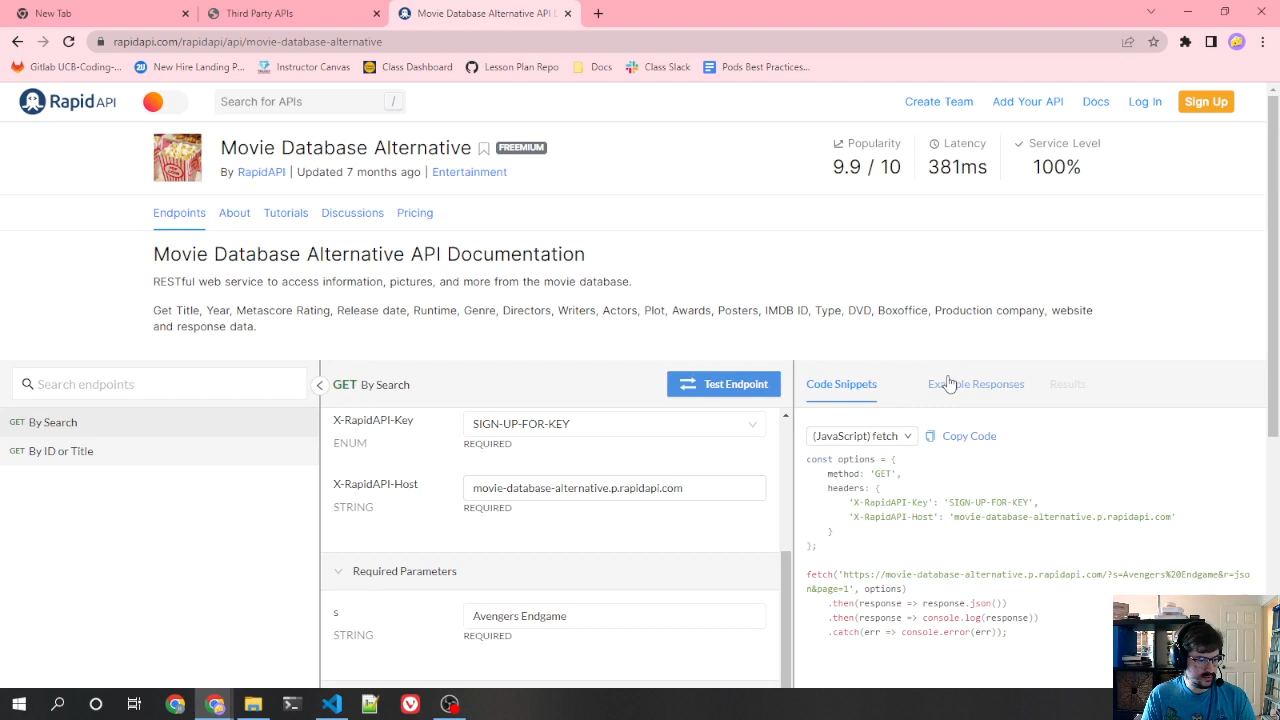 New Tab
Third Party APIs
Movie Database Alternative API D
rapidapi.com/rapidapi/api/movie-database-alternative
Gitlab UCB-Coding-...
New Hire Landing P...
Instructor Canvas
Class Dashboard
Lesson Plan Repo
Docs
Class Slack
Pods Best Practices...
Rapid API
Search for APIs
/
Create Team
Add Your API
Docs
Log In
Sign Up
Movie Database Alternative
FREEMIUM
By RapidAPI | Updated 7 months ago | Entertainment
Popularity
9.9 / 10
Latency
381ms
Service Level
100%
Endpoints
About
Tutorials
Discussions
Pricing
Movie Database Alternative API Documentation
RESTful web service to access information, pictures, and more from the movie database.
Get Title, Year, Metascore Rating, Release date, Runtime, Genre, Directors, Writers, Actors, Plot, Awards, Posters, IMDB ID, Type, DVD, Boxoffice, Production company, website
and response data.
Search endpoints
GET By Search
GET By ID or Title
GET By Search
Test Endpoint
X-RapidAPI-Key
ENUM
SIGN-UP-FOR-KEY
REQUIRED
X-RapidAPI-Host
STRING
movie-database-alternative.p.rapidapi.com
REQUIRED
Required Parameters
s
STRING
Avengers Endgame
REQUIRED
Code Snippets
Example Responses
Results
(JavaScript) fetch
Copy Code
const options = {
method: 'GET',
headers: {
'X-RapidAPI-Key': 'SIGN-UP-FOR-KEY',
'X-RapidAPI-Host': 'movie-database-alternative.p.rapidapi.com'
}
};
fetch('https://movie-database-alternative.p.rapidapi.com/?s=Avengers%20Endgame&r=jso
n&page=1', options)
.then(response => response.json())
.then(response => console.log(response))
.catch(err => console.error(err));